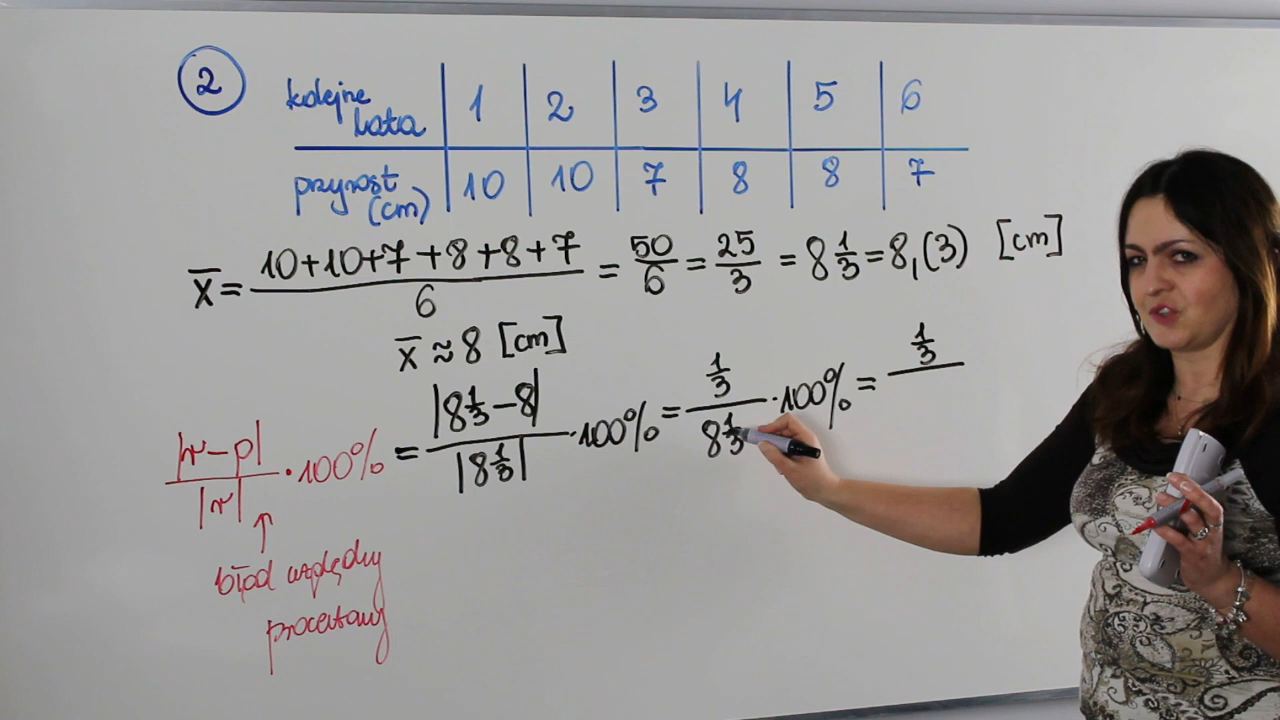 2
kolejne lata 1 2 3 4 5 6
przyrost (cm) 10 10 7 8 8 7
x̅ = (10+10+7+8+8+7)/6 = 50/6 = 25/3 = 8 1/3 = 8,(3) [cm]
x̅ ≈ 8 [cm]
|r-p|/|r| · 100% = |8 1/3 - 8|/|8 1/3| · 100% = (1/3)/(8 1/3) · 100% = 1/3
błąd względny
procentowy